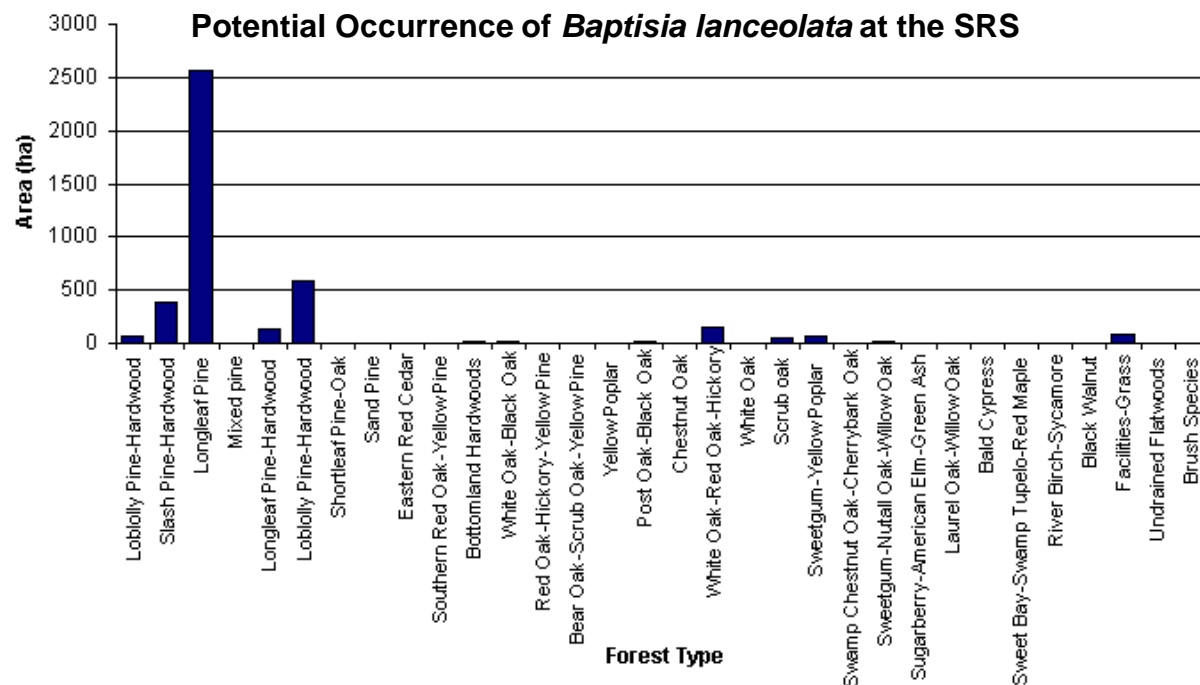 Potential Occurrence of Baptisia lanceolata at the SRS
3000
2500
2000
1500
1000
500
0
Area (ha)
Loblolly Pine-Hardwood
Slash Pine-Hardwood
Longleaf Pine
Mixed pine
Longleaf Pine-Hardwood
Loblolly Pine-Hardwood
Shortleaf Pine-Oak
Sand Pine
Eastern Red Cedar
Southern Red Oak-Yellow Pine
Bottomland Hardwoods
White Oak-Black Oak
Red Oak-Hickory-Yellow Pine
Bear Oak-Scrub Oak-Yellow Pine
Yellow Poplar
Post Oak-Black Oak
Chestnut Oak
White Oak-Red Oak-Hickory
White Oak
Scrub oak
Sweetgum-Yellow Poplar
Swamp Chestnut Oak-Cherrybark Oak
Sweetgum-Nutall Oak-Willow Oak
Sugarberry-American Elm-Green Ash
Laurel Oak-Willow Oak
Bald Cypress
Sweet Bay-Swamp Tupelo-Red Maple
River Birch-Sycamore
Black Walnut
Facilities-Grass
Undrained Flatwoods
Brush Species
Forest Type